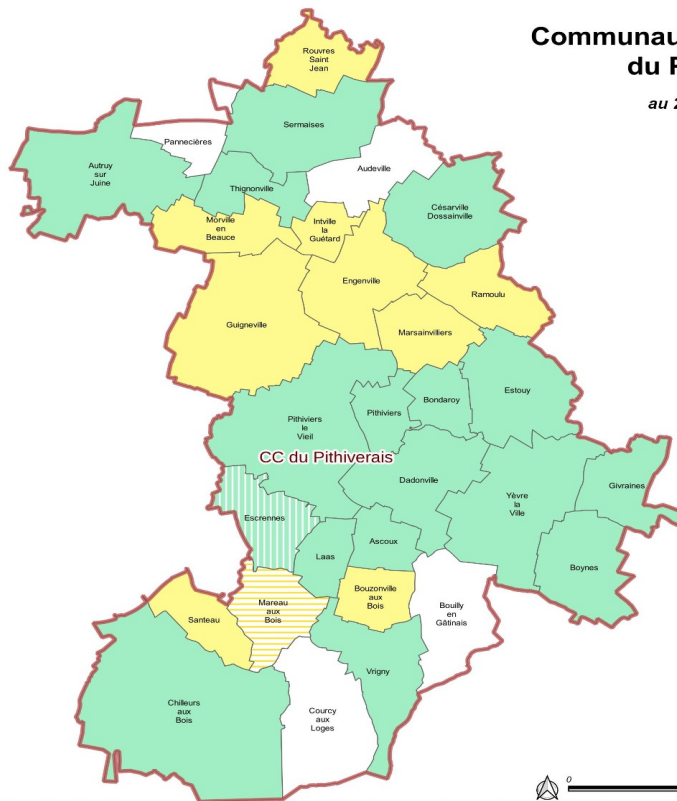 Communau
du P
au 2
Rouvres
Saint
Jean
Sermaises
Pannecières
Audeville
Autruy
sur
Juine
Thignonville
Césarville
Dossainville
Morville
en
Beauce
Intville
la
Guétard
Engenville
Ramoulu
Guigneville
Marsainvilliers
Estouy
Bondaroy
Pithiviers
Pithiviers
le
Vieil
CC du Pithiverais
Dadonville
Yèvre
la
Ville
Givraines
Escrennes
Ascoux
Laas
Boynes
Bouzonville
aux
Bois
Mareau
aux
Bois
Bouilly
en
Gâtinais
Santeau
Vrigny
Chilleurs
aux
Bois
Courcy
aux
Loges
0